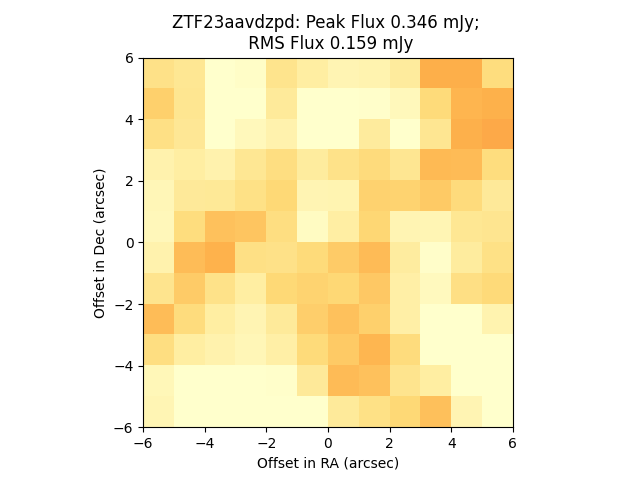 ZTF23aavdzpd: Peak Flux 0.346 mJy;
RMS Flux 0.159 mJy
6
4
2
0
−2
−4
−6
Offset in Dec (arcsec)
−6 −4 −2 0 2 4 6
Offset in RA (arcsec)